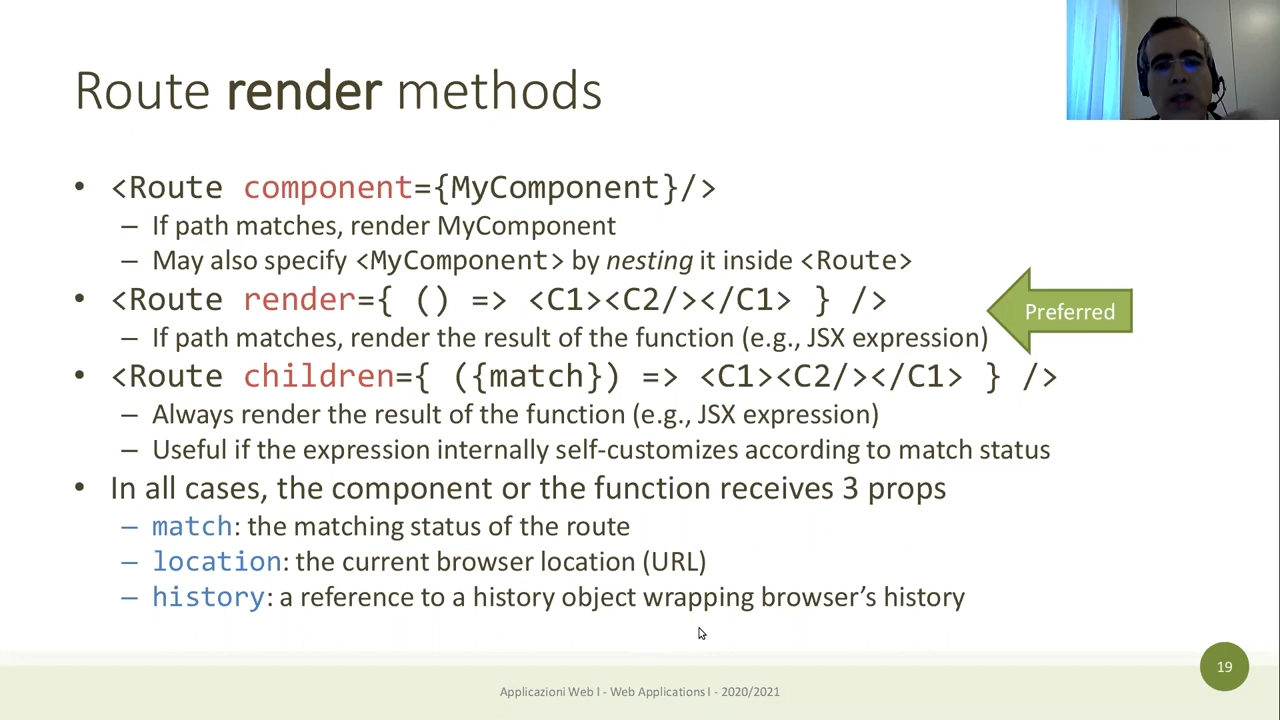 Route render methods
• <Route component={MyComponent}/>
– If path matches, render MyComponent
– May also specify <MyComponent> by nesting it inside <Route>
• <Route render={ () => <C1><C2/></C1> } />
Preferred
– If path matches, render the result of the function (e.g., JSX expression)
• <Route children={ ({match}) => <C1><C2/></C1> } />
– Always render the result of the function (e.g., JSX expression)
– Useful if the expression internally self-customizes according to match status
• In all cases, the component or the function receives 3 props
– match: the matching status of the route
– location: the current browser location (URL)
– history: a reference to a history object wrapping browser’s history
19
Applicazioni Web I - Web Applications I - 2020/2021